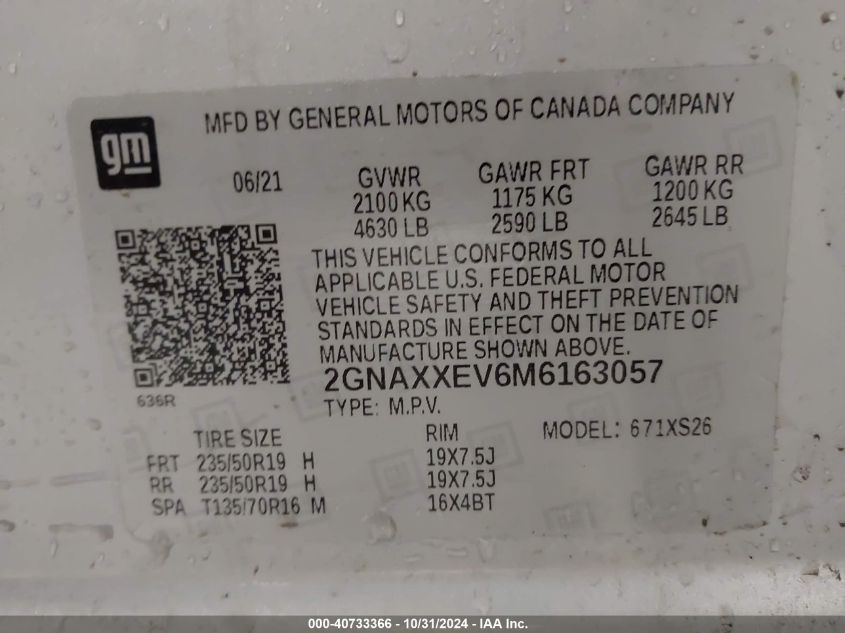 gm
MFD BY GENERAL MOTORS OF CANADA COMPANY
06/21 GVWR GAWR FRT GAWR RR
2100 KG 1175 KG 1200 KG
4630 LB 2590 LB 2645 LB
THIS VEHICLE CONFORMS TO ALL
APPLICABLE U.S. FEDERAL MOTOR
VEHICLE SAFETY AND THEFT PREVENTION
STANDARDS IN EFFECT ON THE DATE OF
MANUFACTURE SHOWN ABOVE.
2GNAXXEV6M6163057
636R
TYPE: M.P.V.
TIRE SIZE RIM MODEL: 671XS26
FRT 235/50R19 H 19X7.5J
RR 235/50R19 H 19X7.5J
SPA T135/70R16 M 16X4BT
000-40733366 - 10/31/2024 - IAA Inc.